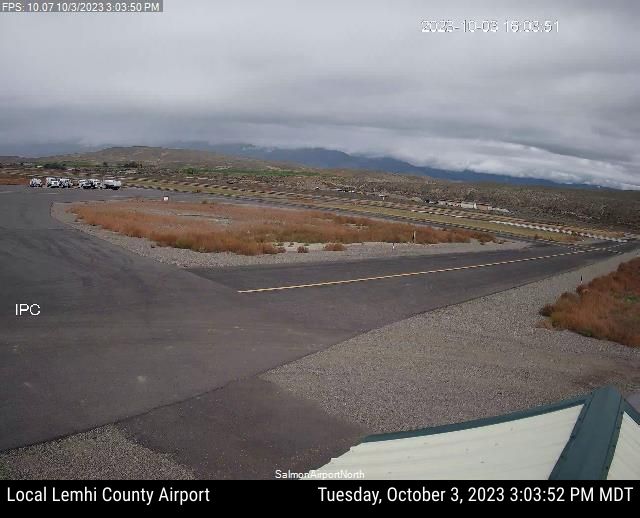 FPS: 10.07 10/3/2023 3:03:50 PM
2023-10-03 16:03:51
IPC
SalmonAirportNorth
Local Lemhi County Airport
Tuesday, October 3, 2023 3:03:52 PM MDT